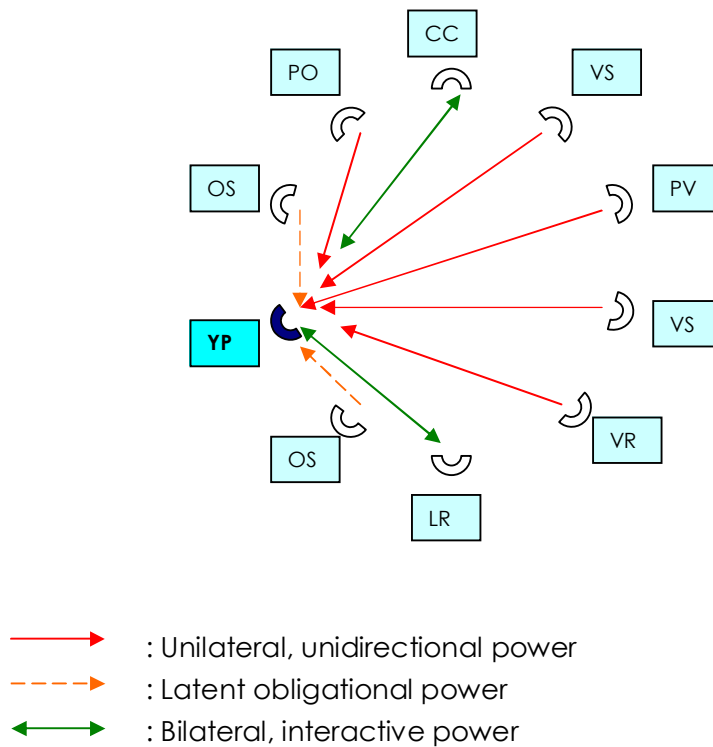 CC
PO
VS
OS
PV
YP
VS
OS
VR
LR
: Unilateral, unidirectional power
: Latent obligational power
: Bilateral, interactive power